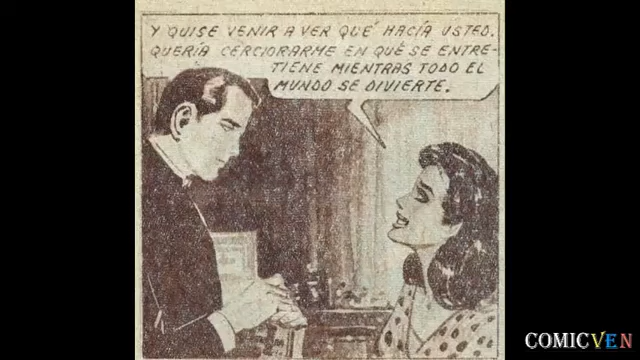 Y QUISE VENIR A VER QUÉ HACÍA USTED.
QUERÍA CERCIORARME EN QUÉ SE ENTRE-
TIENE MIENTRAS TODO EL
MUNDO SE DIVIERTE.
COMICVEN